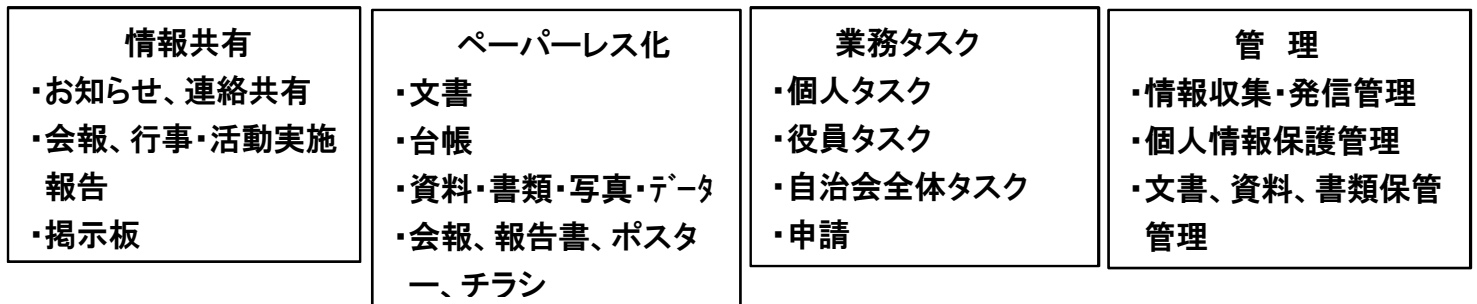 情報共有
・お知らせ、連絡共有
・会報、行事・活動実施
報告
・掲示板
ペーパーレス化
・文書
・台帳
・資料・書類・写真・ﾃﾞｰﾀ
・会報、報告書、ポスタ
ー、チラシ
業務タスク
・個人タスク
・役員タスク
・自治会全体タスク
・申請
管　理
・情報収集・発信管理
・個人情報保護管理
・文書、資料、書類保管
管理